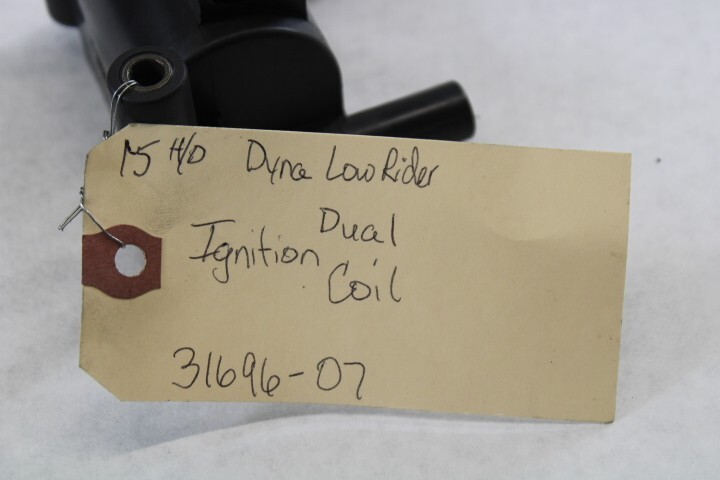 15 H/D Dyna Low Rider
Ignition Dual
Coil
31696-07